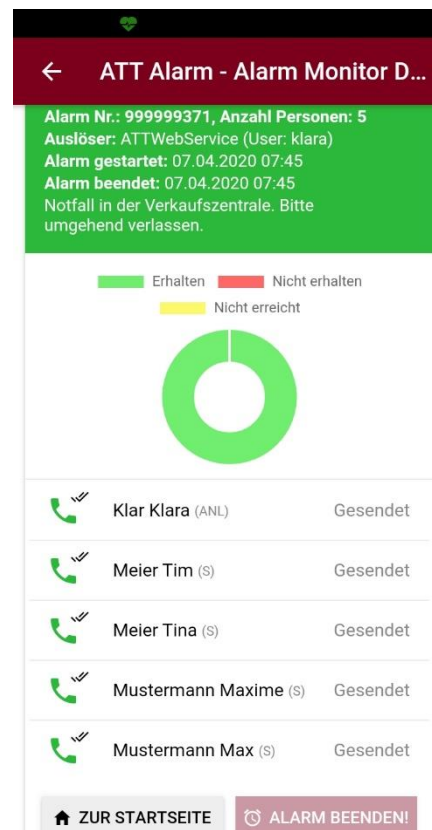 ATT Alarm - Alarm Monitor D...
Alarm Nr.: 999999371, Anzahl Personen: 5
Auslöser: ATTWebService (User: klara)
Alarm gestartet: 07.04.2020 07:45
Alarm beendet: 07.04.2020 07:45
Notfall in der Verkaufszentrale. Bitte
umgehend verlassen.
Erhalten Nicht erhalten
Nicht erreicht
Klar Klara (ANL) Gesendet
Meier Tim (S) Gesendet
Meier Tina (S) Gesendet
Mustermann Maxime (S) Gesendet
Mustermann Max (S) Gesendet
ZUR STARTSEITE ALARM BEENDEN!